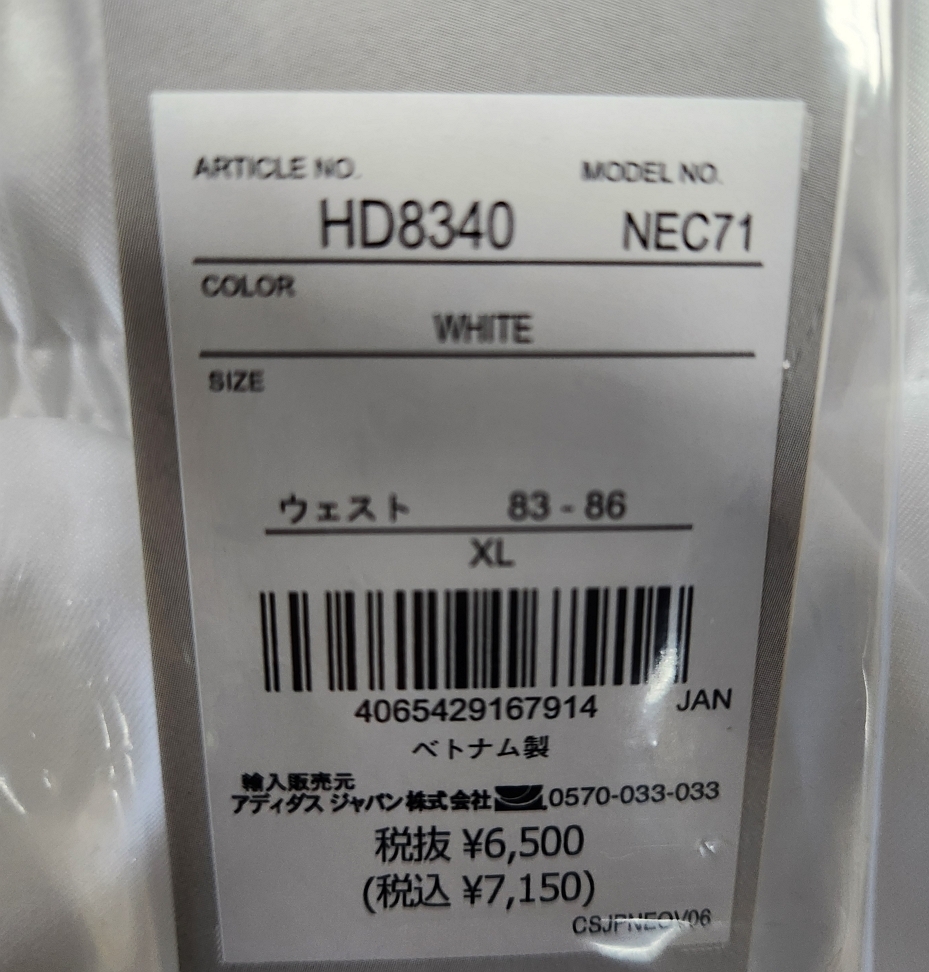 ARTICLE NO. MODEL NO.
HD8340 NEC71
COLOR
WHITE
SIZE
ウェスト 83 - 86
XL
4065429167914 JAN
ベトナム製
輸入販売元
アディダス ジャパン株式会社 0570-033-033
税抜 ¥6,500
(税込 ¥7,150)
CSJPNEOV06